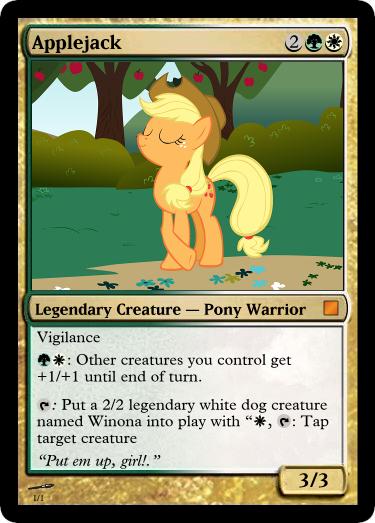 Applejack 2
Legendary Creature — Pony Warrior
Vigilance
: Other creatures you control get
+1/+1 until end of turn.
: Put a 2/2 legendary white dog creature
named Winona into play with “ , : Tap
target creature
“Put em up, girl!.”
3/3
1/1